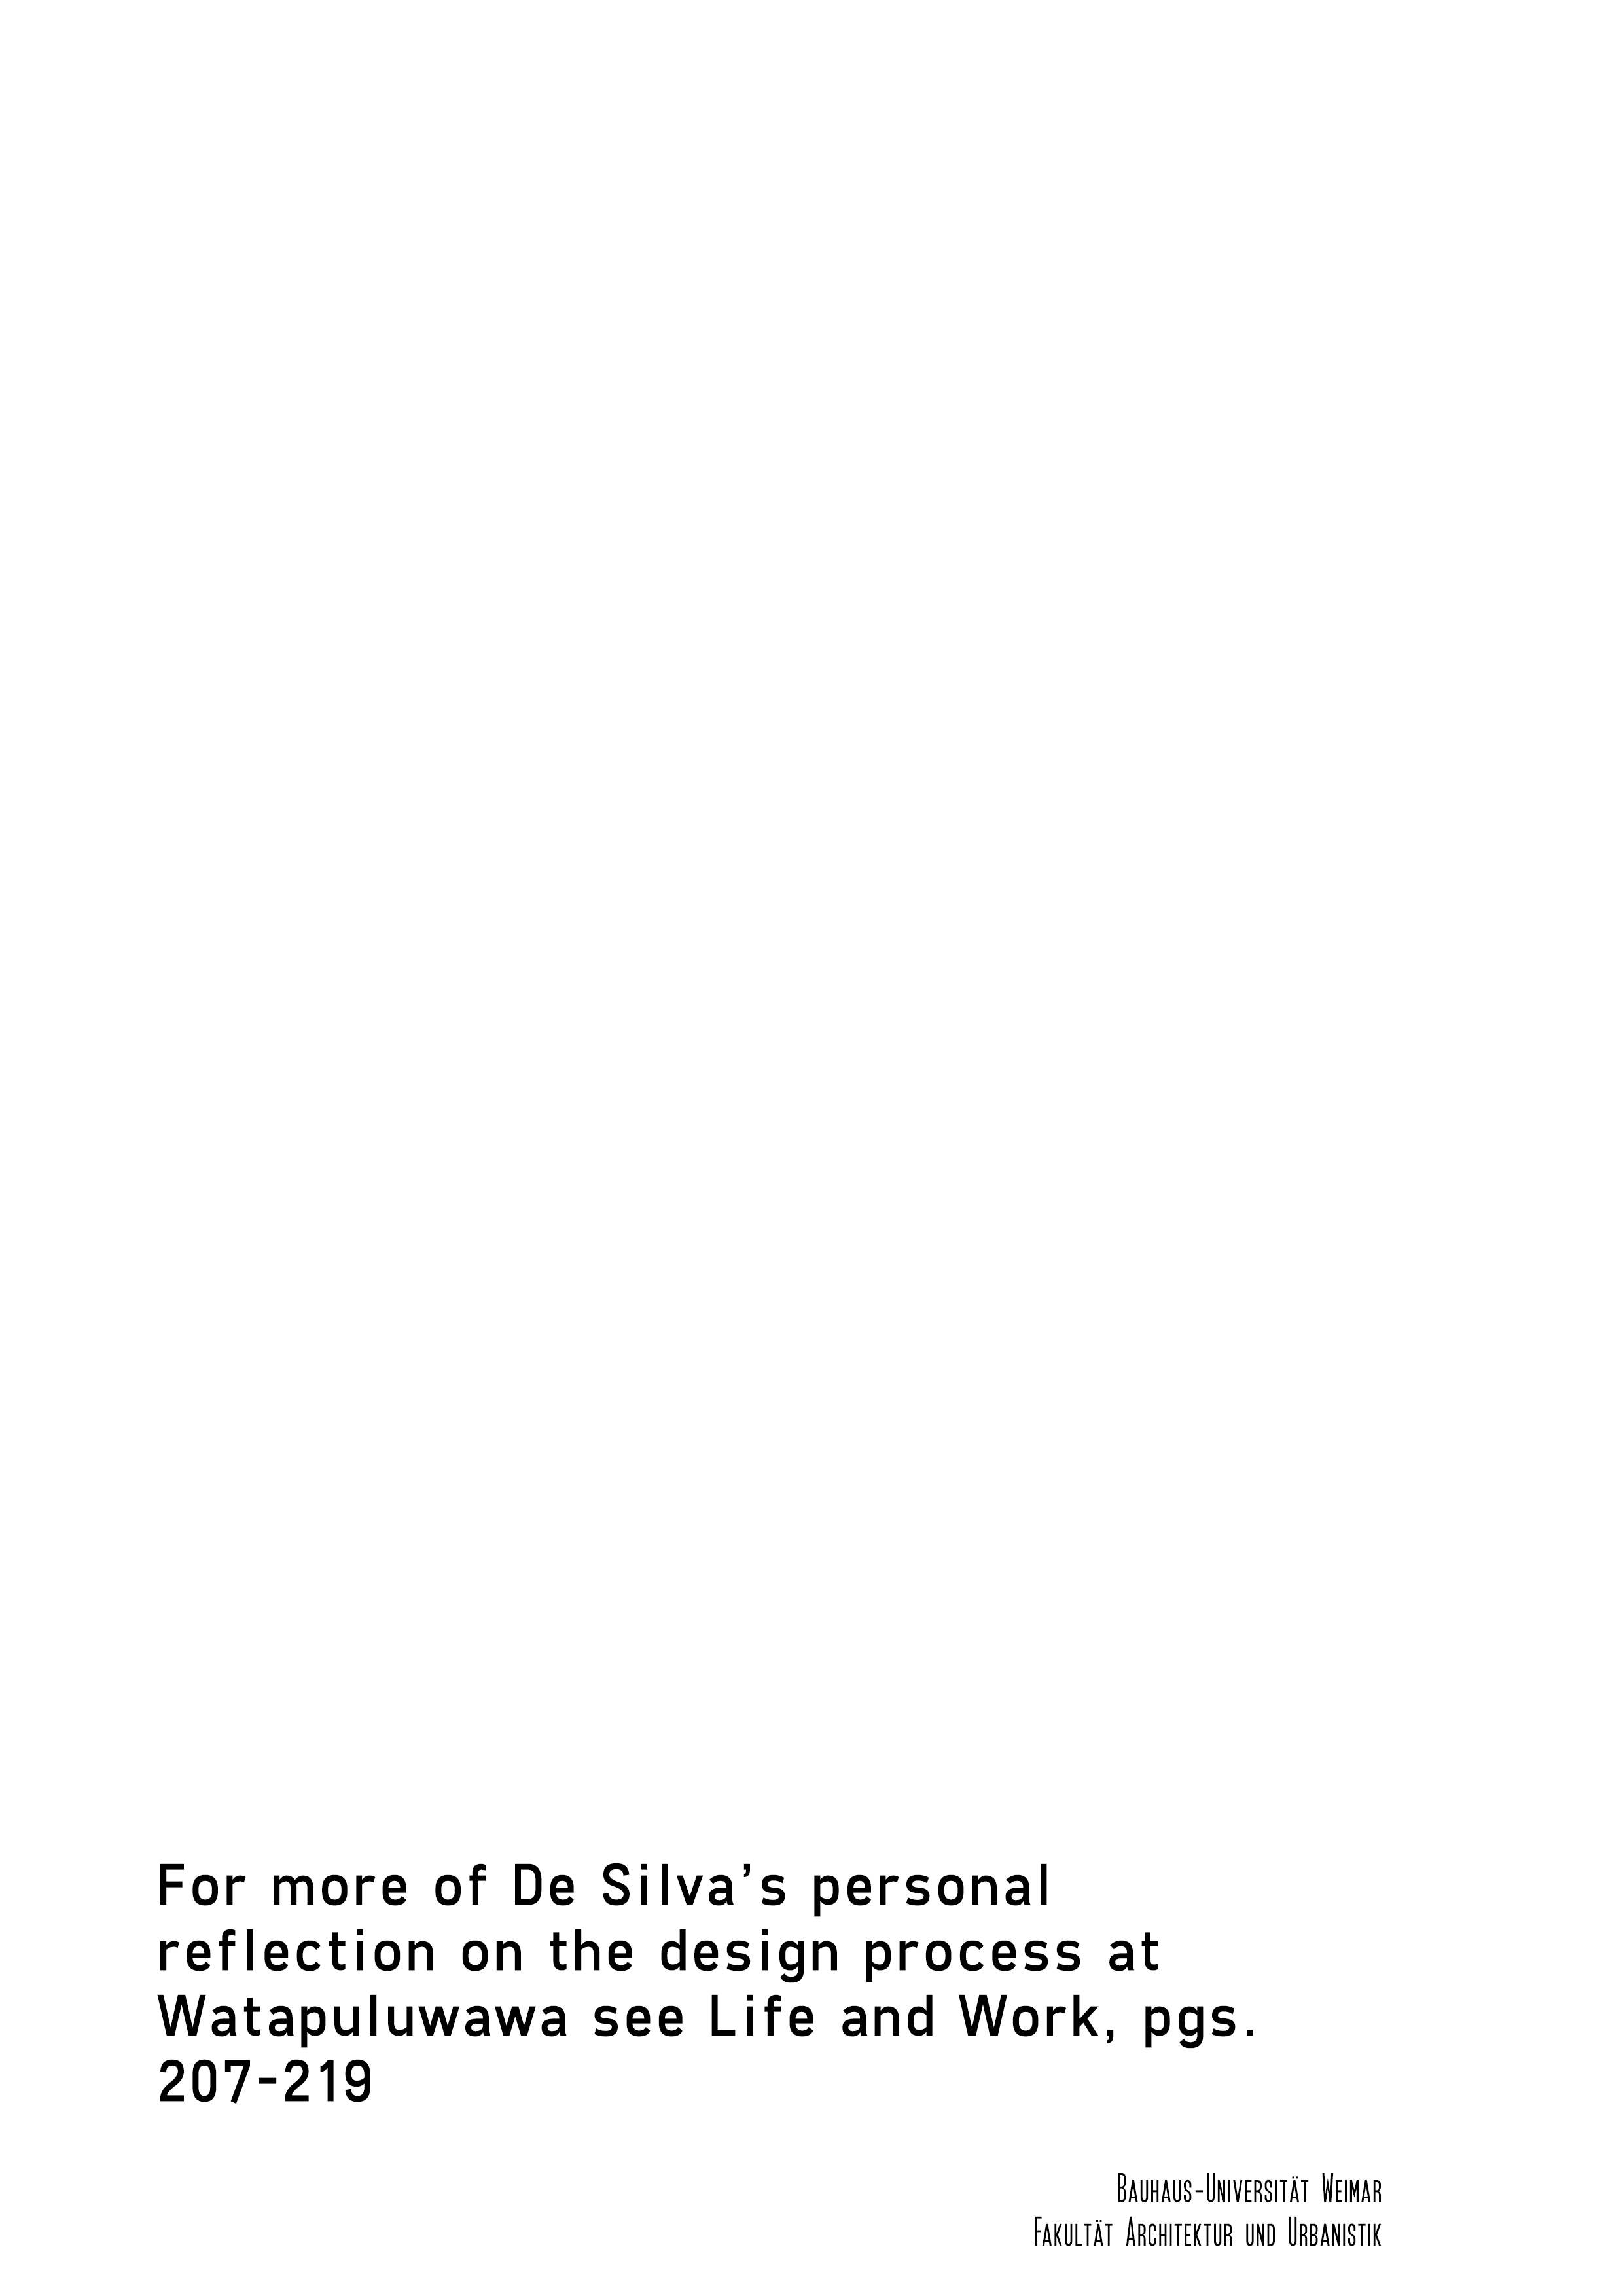 For more of De Silva’s personal
reflection on the design process at
Watapuluwawa see Life and Work, pgs.
207-219
Bauhaus-Universität Weimar
Fakultät Architektur und Urbanistik